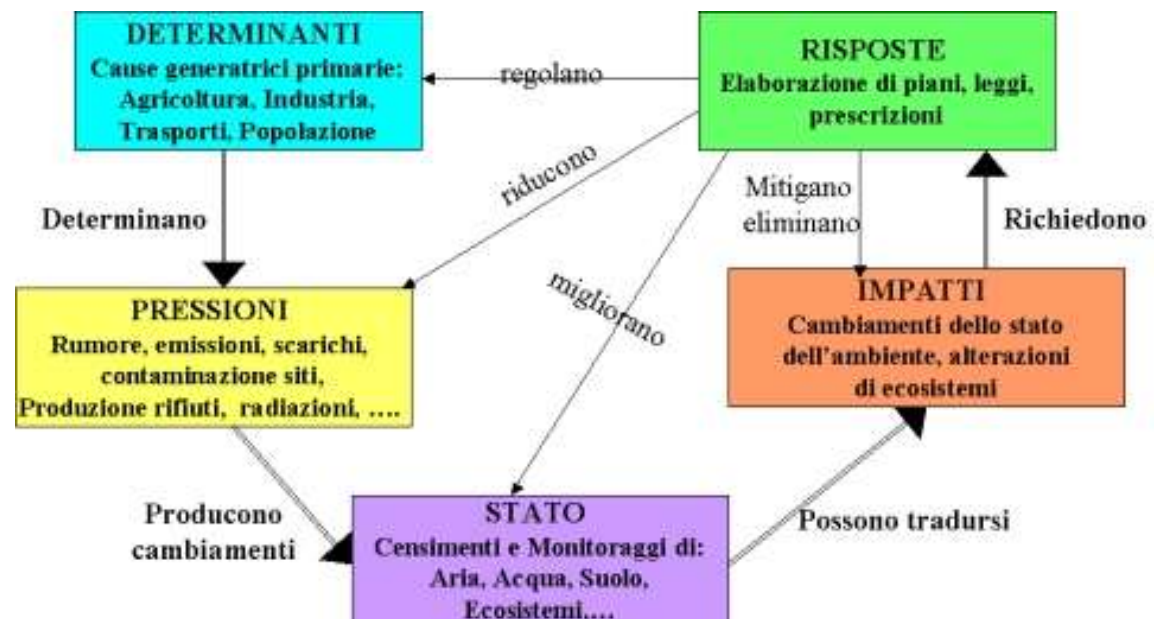 DETERMINANTI
Cause generatrici primarie:
Agricoltura, Industria,
Trasporti, Popolazione
regolano
RISPOSTE
Elaborazione di piani, leggi,
prescrizioni
riducono
Mitigano
eliminano
Determinano
Richiedono
migliorano
PRESSIONI
Rumore, emissioni, scarichi,
contaminazione siti,
Produzione rifiuti, radiazioni, ....
IMPATTI
Cambiamenti dello stato
dell'ambiente, alterazioni
di ecosistemi
Producono
cambiamenti
STATO
Censimenti e Monitoraggi di:
Aria, Acqua, Suolo,
Ecosistemi,...
Possono tradursi